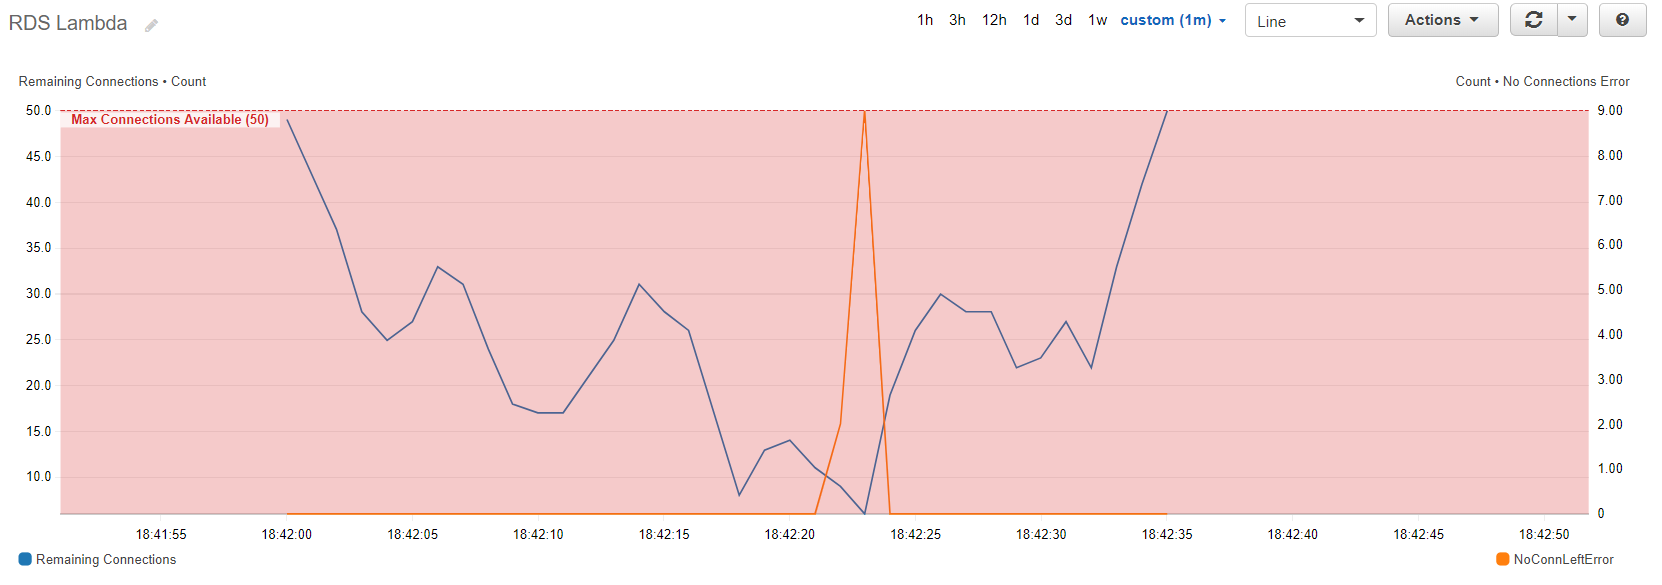 RDS Lambda
1h 3h 12h 1d 3d 1w custom (1m) Line Actions ?
Remaining Connections • Count
Count • No Connections Error
Max Connections Available (50)
50.0
45.0
40.0
35.0
30.0
25.0
20.0
15.0
10.0
9.00
8.00
7.00
6.00
5.00
4.00
3.00
2.00
1.00
0
18:41:55 18:42:00 18:42:05 18:42:10 18:42:15 18:42:20 18:42:25 18:42:30 18:42:35 18:42:40 18:42:45 18:42:50
Remaining Connections
NoConnLeftError